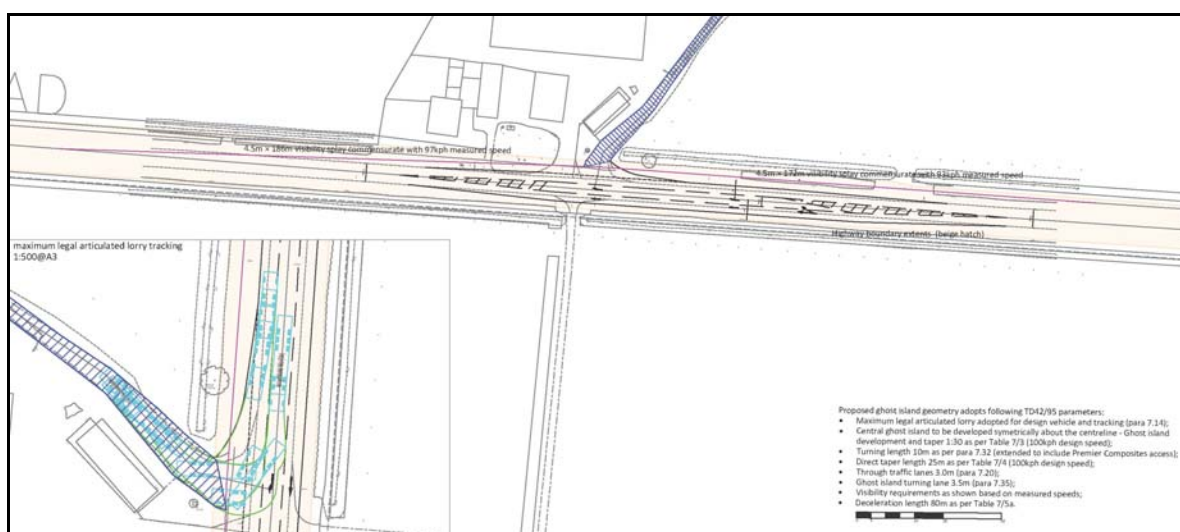 AD
4.5m × 186m visibility splay commensurate with 97kph measured speed
4.5m × 172m visibility splay commensurate with 93kph measured speed
Highway boundary extents (beige hatch)
maximum legal articulated lorry tracking
1:500@A3
Proposed ghost island geometry adopts following TD42/95 parameters:
• Maximum legal articulated lorry adopted for design vehicle and tracking (para 7.14);
• Central ghost island to be developed symetrically about the centreline - Ghost island
development and taper 1:30 as per Table 7/3 (100kph design speed);
• Turning length 10m as per para 7.32 (extended to include Premier Composites access);
• Direct taper length 25m as per Table 7/4 (100kph design speed);
• Through traffic lanes 3.0m (para 7.20);
• Ghost island turning lane 3.5m (para 7.35);
• Visibility requirements as shown based on measured speeds;
• Deceleration length 80m as per Table 7/5a.